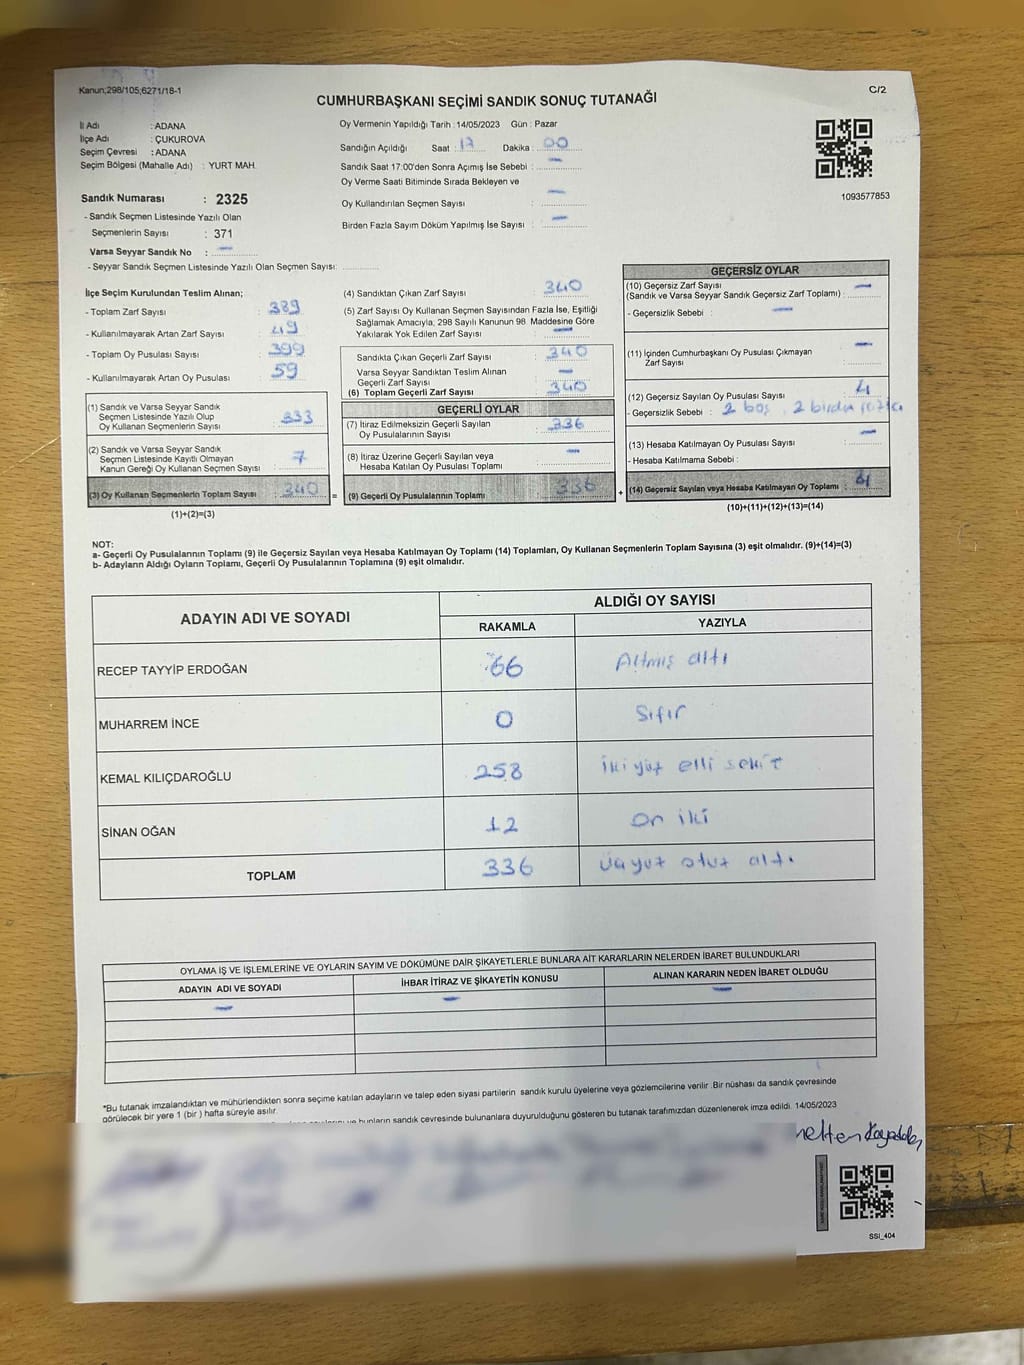 Kanun;298/105;6271/18-1
C/2
CUMHURBAŞKANI SEÇİMİ SANDIK SONUÇ TUTANAĞI
İl Adı : ADANA
İlçe Adı : ÇUKUROVA
Seçim Çevresi : ADANA
Seçim Bölgesi (Mahalle Adı) : YURT MAH.
Sandık Numarası : 2325
- Sandık Seçmen Listesinde Yazılı Olan
Seçmenlerin Sayısı : 371
Varsa Seyyar Sandık No : —
- Seyyar Sandık Seçmen Listesinde Yazılı Olan Seçmen Sayısı:
Oy Vermenin Yapıldığı Tarih : 14/05/2023 Gün : Pazar
Sandığın Açıldığı Saat : 17 Dakika : 00
Sandık Saat 17:00'den Sonra Açımış İse Sebebi : —
Oy Verme Saati Bitiminde Sırada Bekleyen ve
Oy Kullandırılan Seçmen Sayısı : —
Birden Fazla Sayım Döküm Yapılmış İse Sayısı : —
1093577853
İlçe Seçim Kurulundan Teslim Alınan;
- Toplam Zarf Sayısı : 389
- Kullanılmayarak Artan Zarf Sayısı : 49
- Toplam Oy Pusulası Sayısı : 399
- Kullanılmayarak Artan Oy Pusulası : 59
(1) Sandık ve Varsa Seyyar Sandık
Seçmen Listesinde Yazılı Olup
Oy Kullanan Seçmenlerin Sayısı : 333
(2) Sandık ve Varsa Seyyar Sandık
Seçmen Listesinde Kayıtlı Olmayan
Kanun Gereği Oy Kullanan Seçmen Sayısı : 7
(3) Oy Kullanan Seçmenlerin Toplam Sayısı : 340
(1)+(2)=(3)
(4) Sandıktan Çıkan Zarf Sayısı : 340
(5) Zarf Sayısı Oy Kullanan Seçmen Sayısından Fazla İse, Eşitliği
Sağlamak Amacıyla, 298 Sayılı Kanunun 98. Maddesine Göre
Yakılarak Yok Edilen Zarf Sayısı : —
Sandıkta Çıkan Geçerli Zarf Sayısı : 340
Varsa Seyyar Sandıktan Teslim Alınan
Geçerli Zarf Sayısı : —
(6) Toplam Geçerli Zarf Sayısı : 340
GEÇERLİ OYLAR
(7) İtiraz Edilmeksizin Geçerli Sayılan
Oy Pusulalarının Sayısı : 336
(8) İtiraz Üzerine Geçerli Sayılan veya
Hesaba Katılan Oy Pusulası Toplamı : —
= (9) Geçerli Oy Pusulalarının Toplamı : 336 +
GEÇERSİZ OYLAR
(10) Geçersiz Zarf Sayısı
(Sandık ve Varsa Seyyar Sandık Geçersiz Zarf Toplamı) : —
- Geçersizlik Sebebi : —
(11) İçinden Cumhurbaşkanı Oy Pusulası Çıkmayan
Zarf Sayısı : —
(12) Geçersiz Sayılan Oy Pusulası Sayısı : 4
- Geçersizlik Sebebi : 2 boş, 2 birden
(13) Hesaba Katılmayan Oy Pusulası Sayısı : —
- Hesaba Katılmama Sebebi :
(14) Geçersiz Sayılan veya Hesaba Katılmayan Oy Toplamı : 4
(10)+(11)+(12)+(13)=(14)
NOT:
a- Geçerli Oy Pusulalarının Toplamı (9) ile Geçersiz Sayılan veya Hesaba Katılmayan Oy Toplamı (14) Toplamları, Oy Kullanan Seçmenlerin Toplam Sayısına (3) eşit olmalıdır. (9)+(14)=(3)
b- Adayların Aldığı Oyların Toplamı, Geçerli Oy Pusulalarının Toplamına (9) eşit olmalıdır.
ADAYIN ADI VE SOYADI ALDIĞI OY SAYISI
RAKAMLA YAZIYLA
RECEP TAYYİP ERDOĞAN 66 Altmış altı
MUHARREM İNCE 0 Sıfır
KEMAL KILIÇDAROĞLU 258 iki yüz elli sekiz
SİNAN OĞAN 12 on iki
TOPLAM 336 üçyüz otuz altı
OYLAMA İŞ VE İŞLEMLERİNE VE OYLARIN SAYIM VE DÖKÜMÜNE DAİR ŞİKAYETLERLE BUNLARA AİT KARARLARIN NELERDEN İBARET BULUNDUKLARI
ADAYIN ADI VE SOYADI İHBAR İTİRAZ VE ŞİKAYETİN KONUSU ALINAN KARARIN NEDEN İBARET OLDUĞU
— — —
*Bu tutanak imzalandıktan ve mühürlendikten sonra seçime katılan adayların ve talep eden siyasi partilerin sandık kurulu üyelerine veya gözlemcilerine verilir .Bir nüshası da sandık çevresinde
görülecek bir yere 1 (bir ) hafta süreyle asılır.
bunların sandık çevresinde bulunanlara duyurulduğunu gösteren bu tutanak tarafımızdan düzenlenerek imza edildi. 14/05/2023
SSI_404